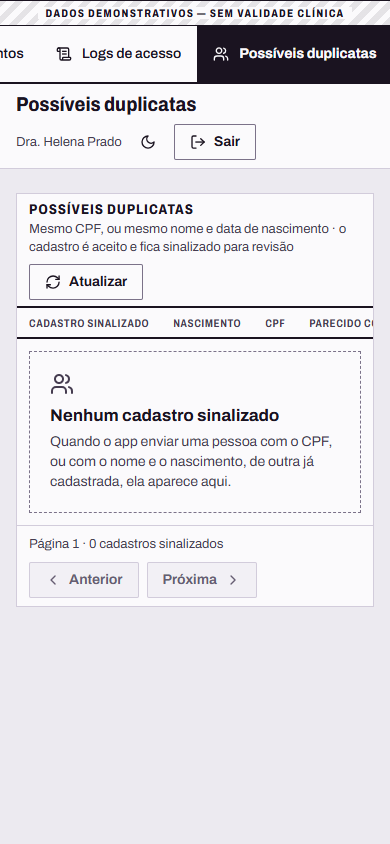 DADOS DEMONSTRATIVOS — SEM VALIDADE CLÍNICA
ntos
Logs de acesso
Possíveis duplicatas
Possíveis duplicatas
Dra. Helena Prado
Sair
POSSÍVEIS DUPLICATAS
Mesmo CPF, ou mesmo nome e data de nascimento · o
cadastro é aceito e fica sinalizado para revisão
Atualizar
CADASTRO SINALIZADO NASCIMENTO CPF PARECIDO CO
Nenhum cadastro sinalizado
Quando o app enviar uma pessoa com o CPF,
ou com o nome e o nascimento, de outra já
cadastrada, ela aparece aqui.
Página 1 · 0 cadastros sinalizados
Anterior
Próxima